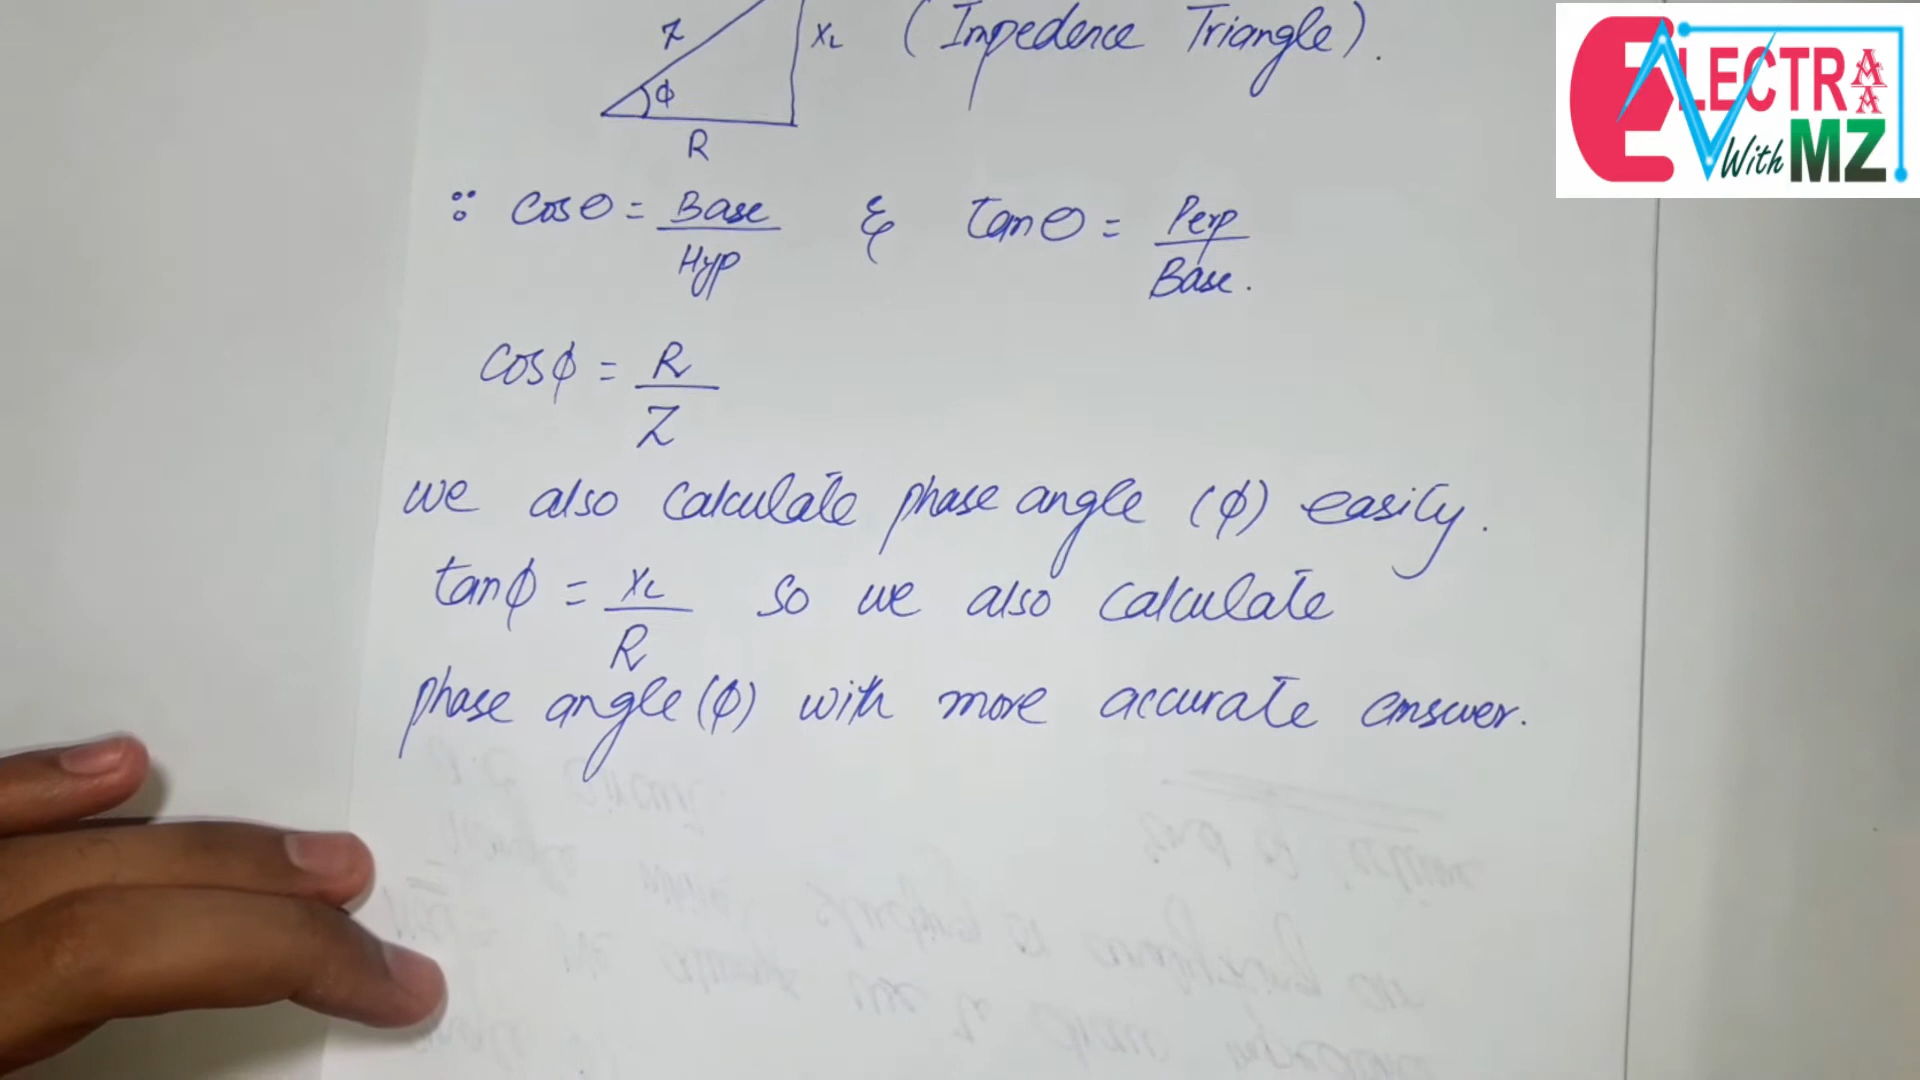 Z
XL (Impedence Triangle).
φ
R
∵ Cosθ = Base/Hyp & tanθ = Perp/Base.
Cosφ = R/Z
we also calculate phase angle (φ) easily.
tanφ = XL/R so we also calculate
phase angle (φ) with more accurate answer.
ELECTRA
With MZ